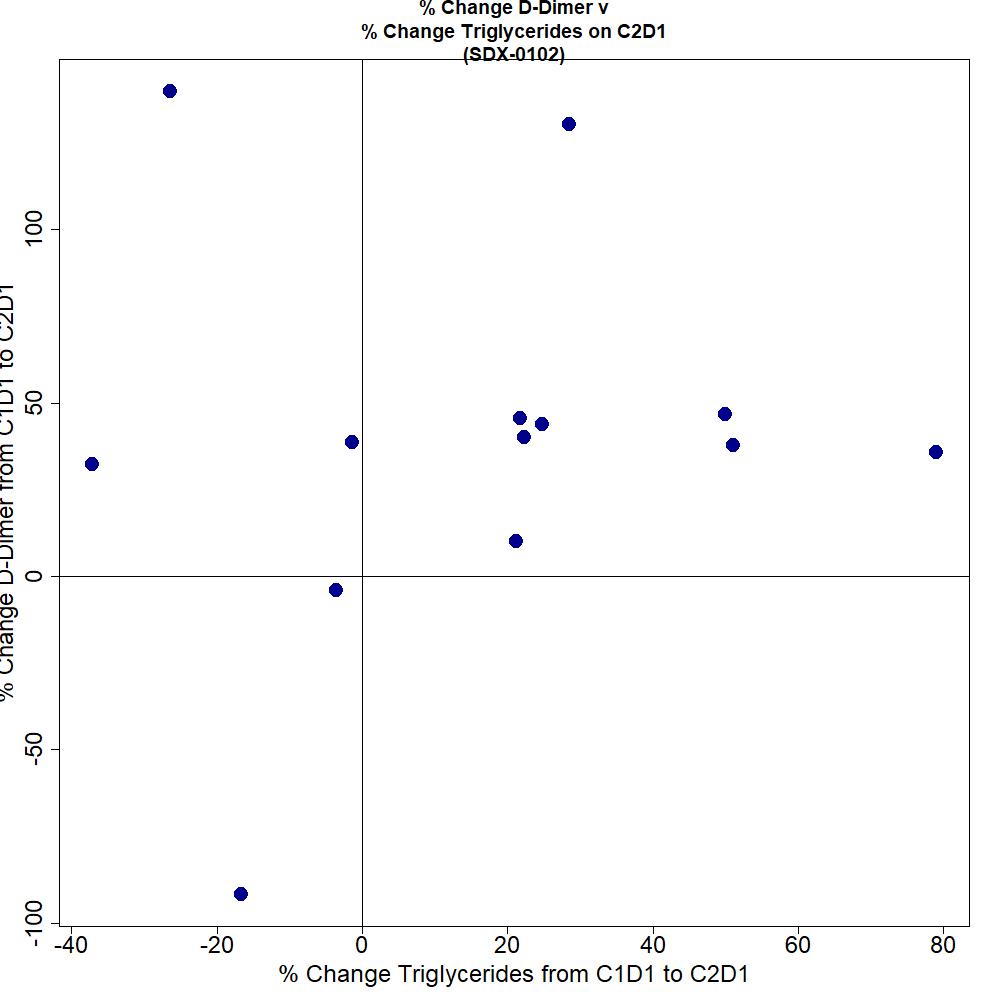 % Change D-Dimer v
% Change Triglycerides on C2D1
(SDX-0102)
% Change D-Dimer from C1D1 to C2D1
100
50
0
-50
-100
-40 -20 0 20 40 60 80
% Change Triglycerides from C1D1 to C2D1